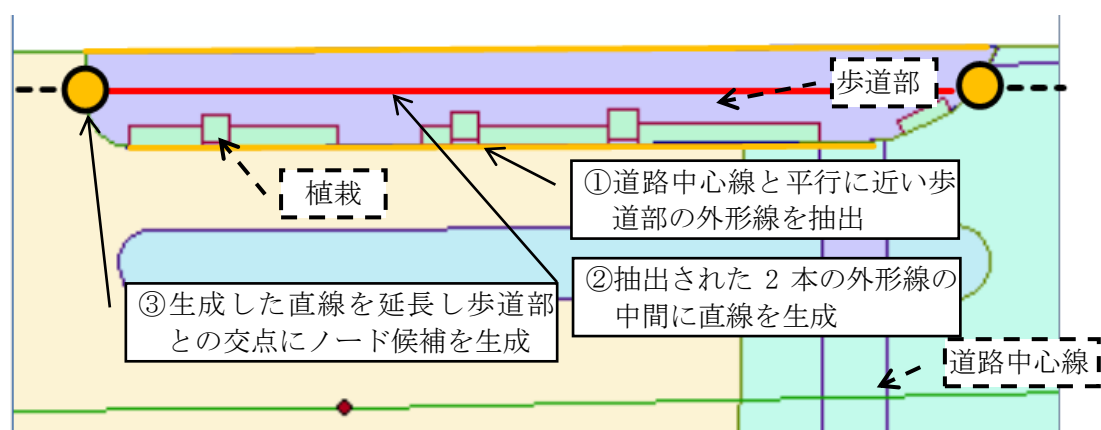 歩道部
植栽
①道路中心線と平行に近い歩
道部の外形線を抽出
②抽出された 2 本の外形線の
中間に直線を生成
③生成した直線を延長し歩道部
との交点にノード候補を生成
道路中心線